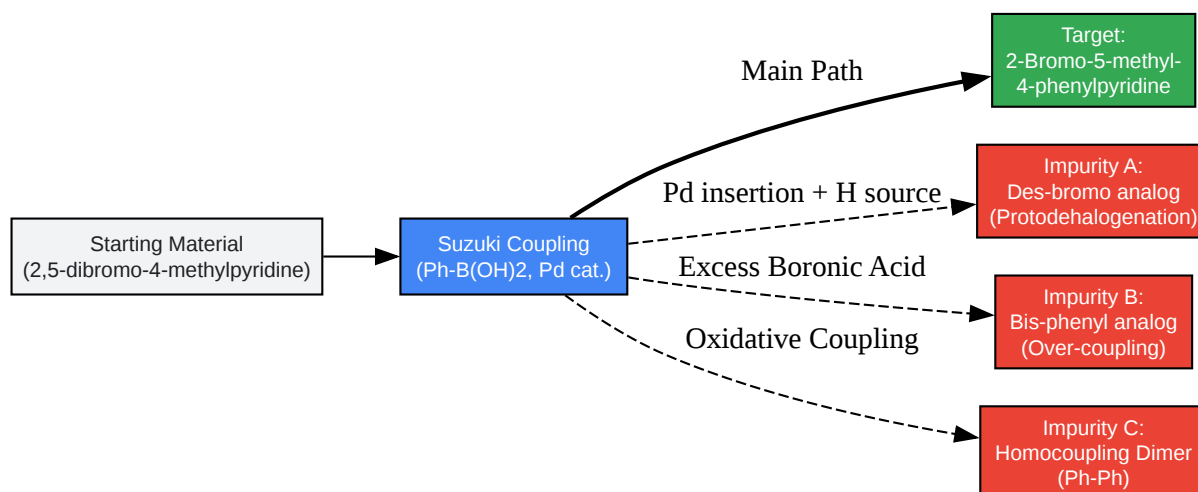 Starting Material
(2,5-dibromo-4-methylpyridine)
Suzuki Coupling
(Ph-B(OH)2, Pd cat.)
Main Path
Pd insertion + H source
Excess Boronic Acid
Oxidative Coupling
Target:
2-Bromo-5-methyl-
4-phenylpyridine
Impurity A:
Des-bromo analog
(Protodehalogenation)
Impurity B:
Bis-phenyl analog
(Over-coupling)
Impurity C:
Homocoupling Dimer
(Ph-Ph)